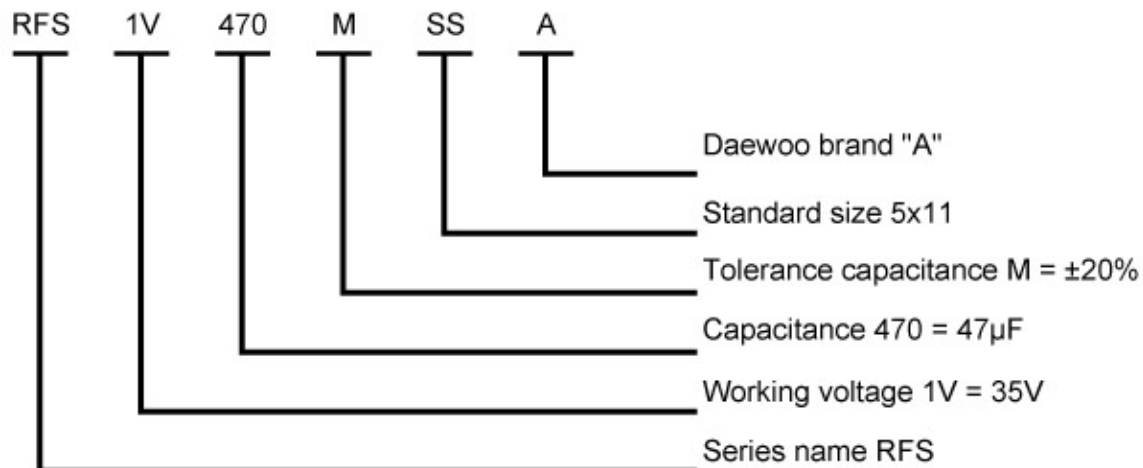 RFS 1V 470 M SS A
Daewoo brand "A"
Standard size 5x11
Tolerance capacitance M = ±20%
Capacitance 470 = 47µF
Working voltage 1V = 35V
Series name RFS